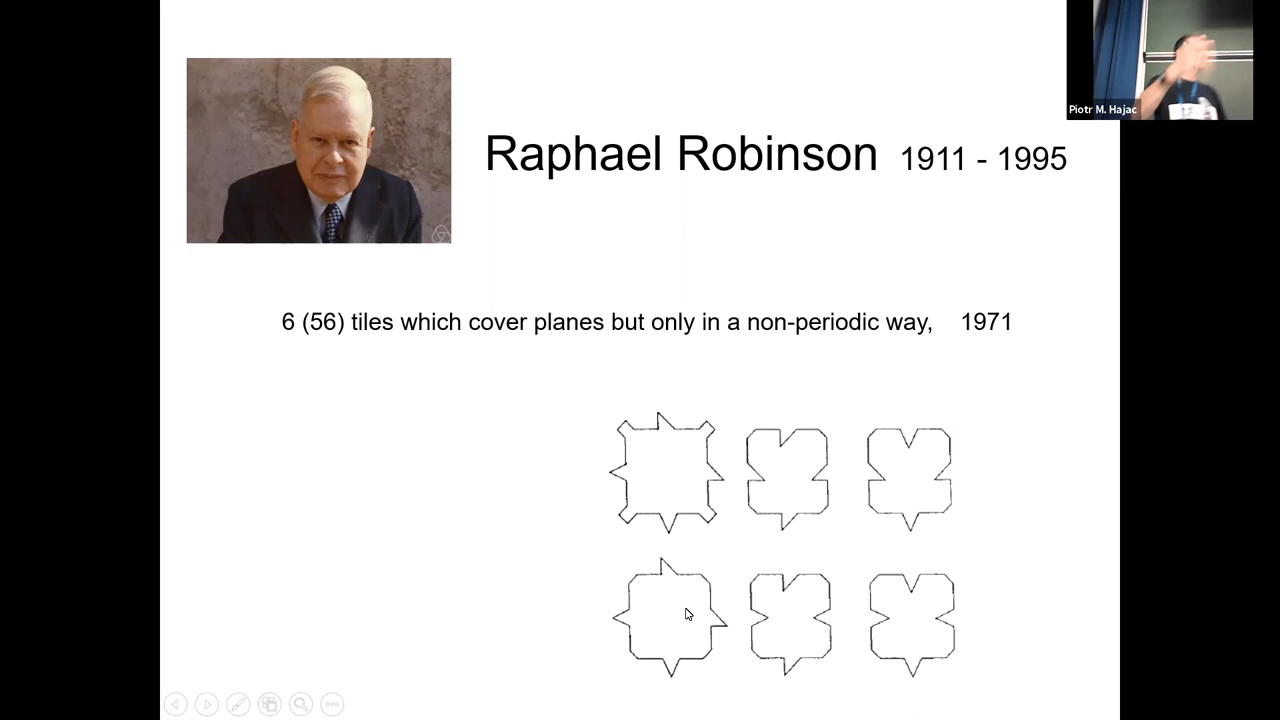 Piotr M. Hajac
Raphael Robinson 1911 - 1995
6 (56) tiles which cover planes but only in a non-periodic way, 1971